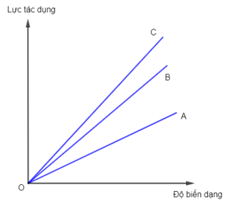 Lực tác dụng
C
B
A
O
Độ biến dạng